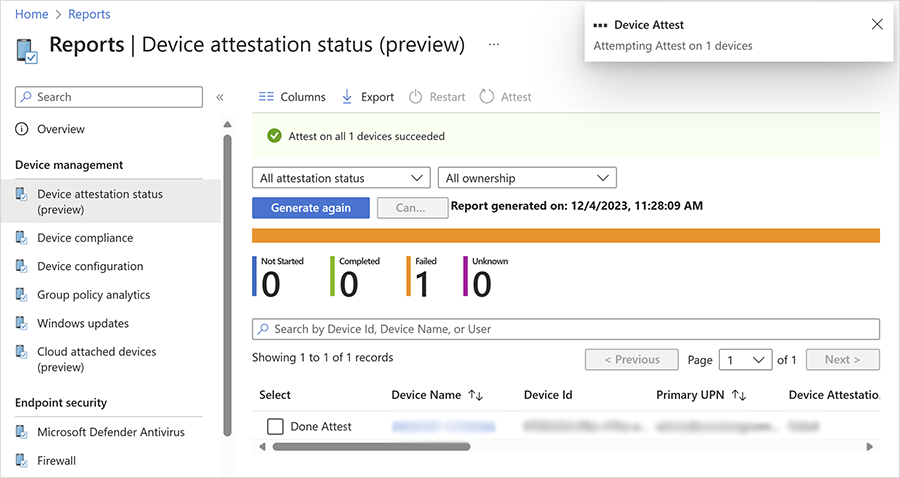 Home > Reports
Reports | Device attestation status (preview) ...
Device Attest
Attempting Attest on 1 devices
Search
Overview
Device management
Device attestation status
(preview)
Device compliance
Device configuration
Group policy analytics
Windows updates
Cloud attached devices
(preview)
Endpoint security
Microsoft Defender Antivirus
Firewall
Columns Export Restart Attest
Attest on all 1 devices succeeded
All attestation status All ownership
Generate again Can... Report generated on: 12/4/2023, 11:28:09 AM
Not Started Completed Failed Unknown
0 0 1 0
Search by Device Id, Device Name, or User
Showing 1 to 1 of 1 records < Previous Page 1 of 1 Next >
Select Device Name Device Id Primary UPN Device Attestatio.
Done Attest